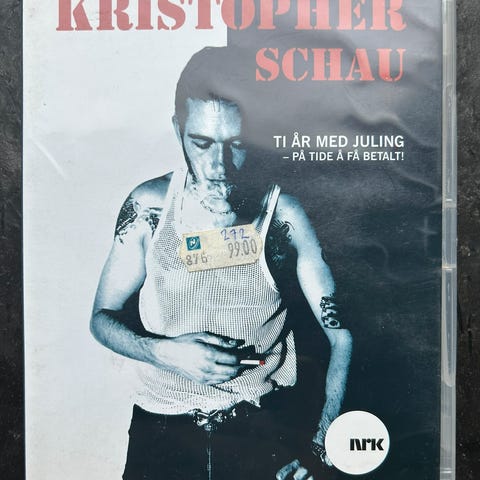 KRISTOPHER
SCHAU
TI ÅR MED JULING
– PÅ TIDE Å FÅ BETALT!
272
876 99.00
nrk